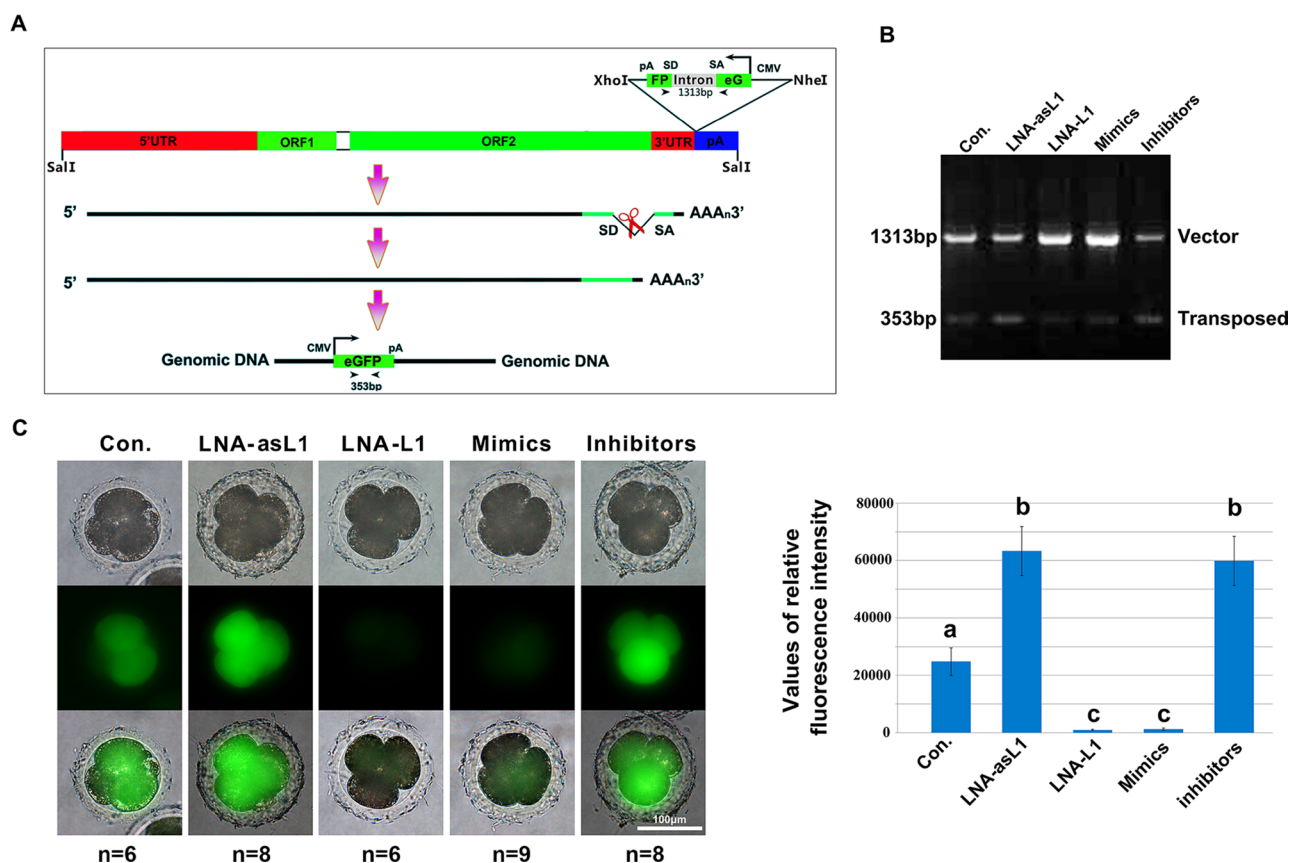 A
pA SD SA CMV
XhoI FP Intron eG NheI
1313bp
5'UTR ORF1 ORF2 3'UTR pA
SalI SalI
5' AAAn3'
SD SA
5' AAAn3'
CMV pA
Genomic DNA eGFP Genomic DNA
353bp
B
Con. LNA-asL1 LNA-L1 Mimics Inhibitors
1313bp Vector
353bp Transposed
C
Con. LNA-asL1 LNA-L1 Mimics Inhibitors
100μm
n=6 n=8 n=6 n=9 n=8
Values of relative
fluorescence intensity
80000
60000
40000
20000
0
a b c c b
Con. LNA-asL1 LNA-L1 Mimics inhibitors